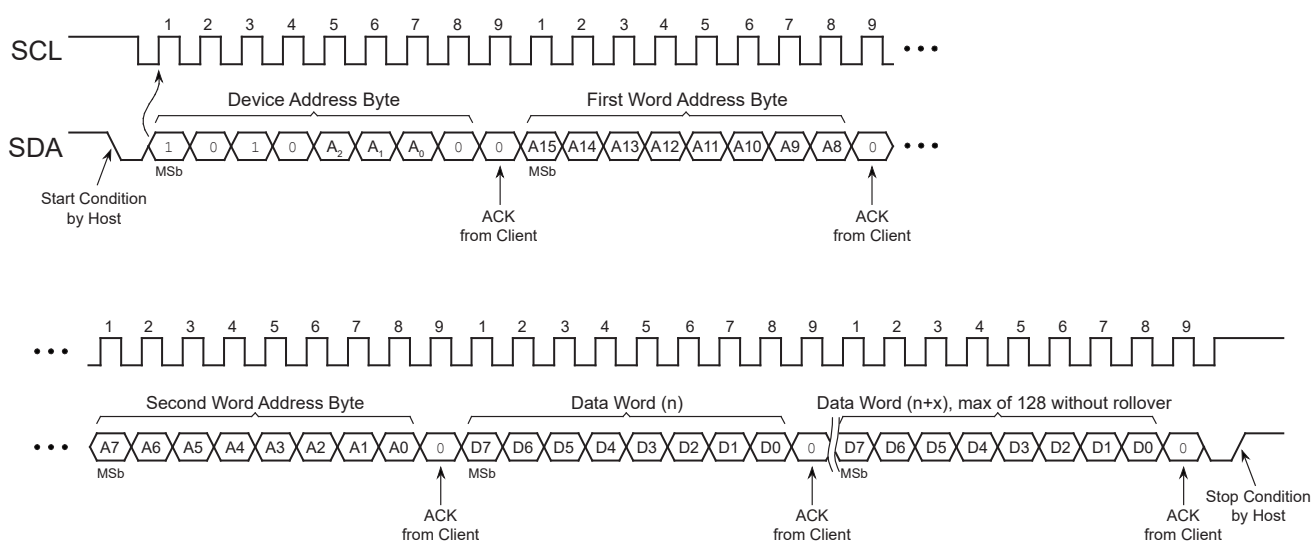 1 2 3 4 5 6 7 8 9 1 2 3 4 5 6 7 8 9
SCL
Device Address Byte First Word Address Byte
SDA 1 0 1 0 A2 A1 A0 0 0 A15 A14 A13 A12 A11 A10 A9 A8 0
MSb MSb
Start Condition
by Host
ACK
from Client
ACK
from Client
1 2 3 4 5 6 7 8 9 1 2 3 4 5 6 7 8 9 1 2 3 4 5 6 7 8 9
Second Word Address Byte Data Word (n) Data Word (n+x), max of 128 without rollover
A7 A6 A5 A4 A3 A2 A1 A0 0 D7 D6 D5 D4 D3 D2 D1 D0 0 D7 D6 D5 D4 D3 D2 D1 D0 0
MSb MSb MSb
ACK
from Client
ACK
from Client
ACK
from Client
Stop Condition
by Host